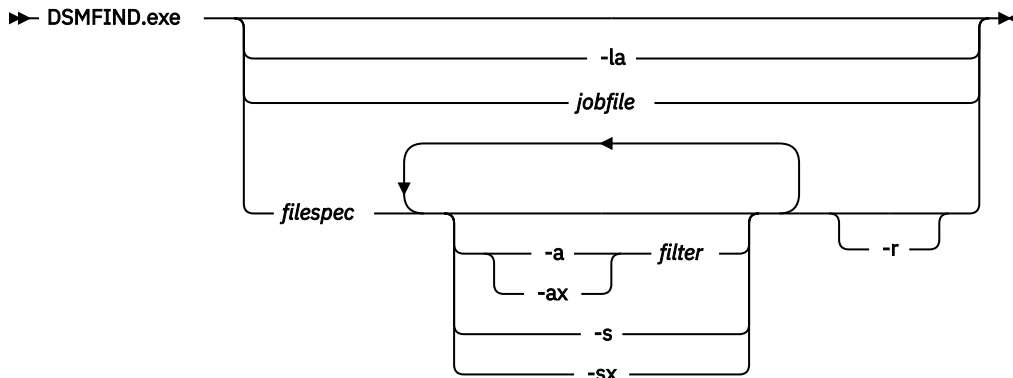 DSMFIND.exe
-la
jobfile
filespec
-a filter
-r
-ax
-s
-sx